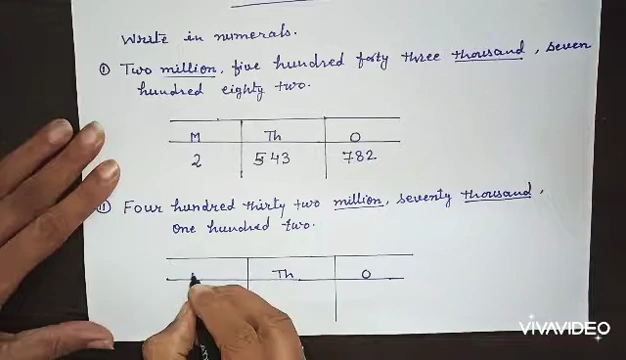 Write in numerals.
① Two million, five hundred forty three thousand, seven
hundred eighty two.
M Th O
2 543 782
⑪ Four hundred thirty two million, seventy thousand,
one hundred two.
Th O
VIVAVIDEO